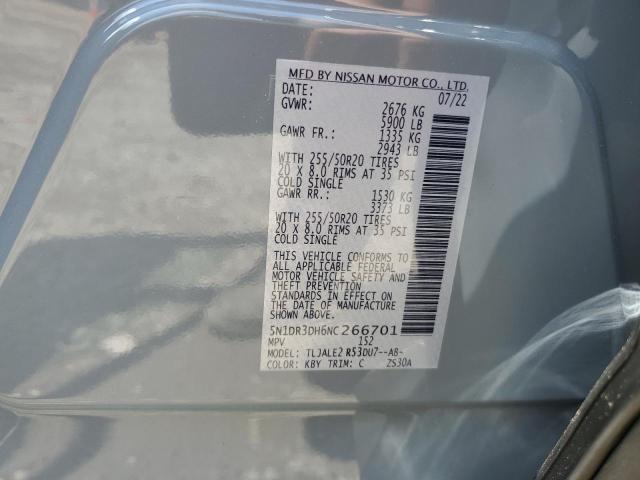 MFD BY NISSAN MOTOR CO., LTD.
DATE: 07/22
GVWR: 2676 KG
5900 LB
GAWR FR.: 1335 KG
2943 LB
WITH 255/50R20 TIRES
20 X 8.0 RIMS AT 35 PSI
COLD SINGLE
GAWR RR.: 1530 KG
3373 LB
WITH 255/50R20 TIRES
20 X 8.0 RIMS AT 35 PSI
COLD SINGLE
THIS VEHICLE CONFORMS TO
ALL APPLICABLE FEDERAL
MOTOR VEHICLE SAFETY AND
THEFT PREVENTION
STANDARDS IN EFFECT ON
THE DATE OF MANUFACTURE
SHOWN ABOVE.
5N1DR3DH6NC266701
MPV 152
MODEL: TLJALE2 R53DU7--AB-
COLOR: KBY TRIM: C ZS30A